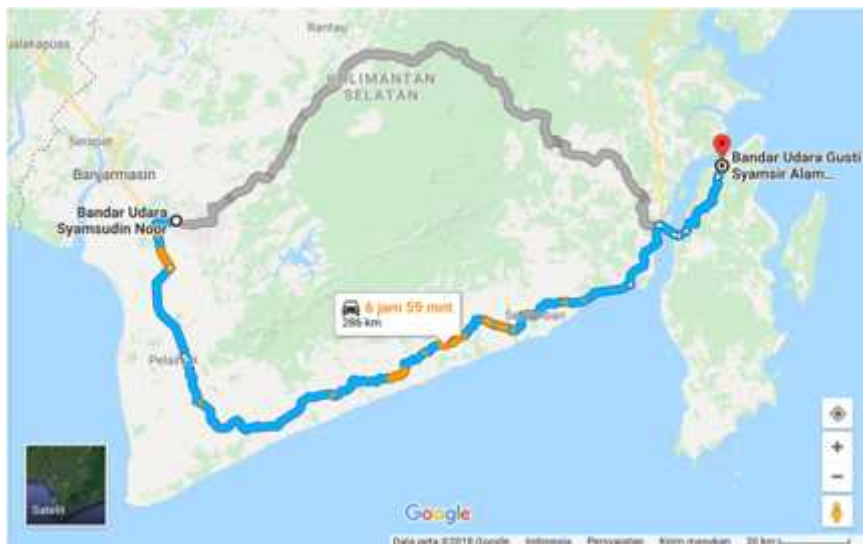 Rantau
KALIMANTAN
SELATAN
Serapat
Banjarmasin
Bandar Udara
Syamsudin Noor
Bandar Udara Gusti
Syamsir Alam...
6 jam 59 mnt
286 km
Pelaihari
Satelit
Google
Data peta ©2018 Google Indonesia Persyaratan Kirim masukan 20 km